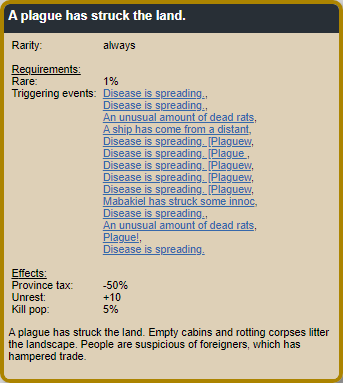 A plague has struck the land.
Rarity: always
Requirements:
Rare: 1%
Triggering events: Disease is spreading.,
Disease is spreading.,
An unusual amount of dead rats,
A ship has come from a distant,
Disease is spreading. [Plaguew,
Disease is spreading. [Plague ,
Disease is spreading. [Plaguew,
Disease is spreading. [Plaguew,
Disease is spreading. [Plaguew,
Mabakiel has struck some innoc,
Disease is spreading.,
An unusual amount of dead rats,
Plague!,
Disease is spreading.
Effects:
Province tax: -50%
Unrest: +10
Kill pop: 5%
A plague has struck the land. Empty cabins and rotting corpses litter
the landscape. People are suspicious of foreigners, which has
hampered trade.